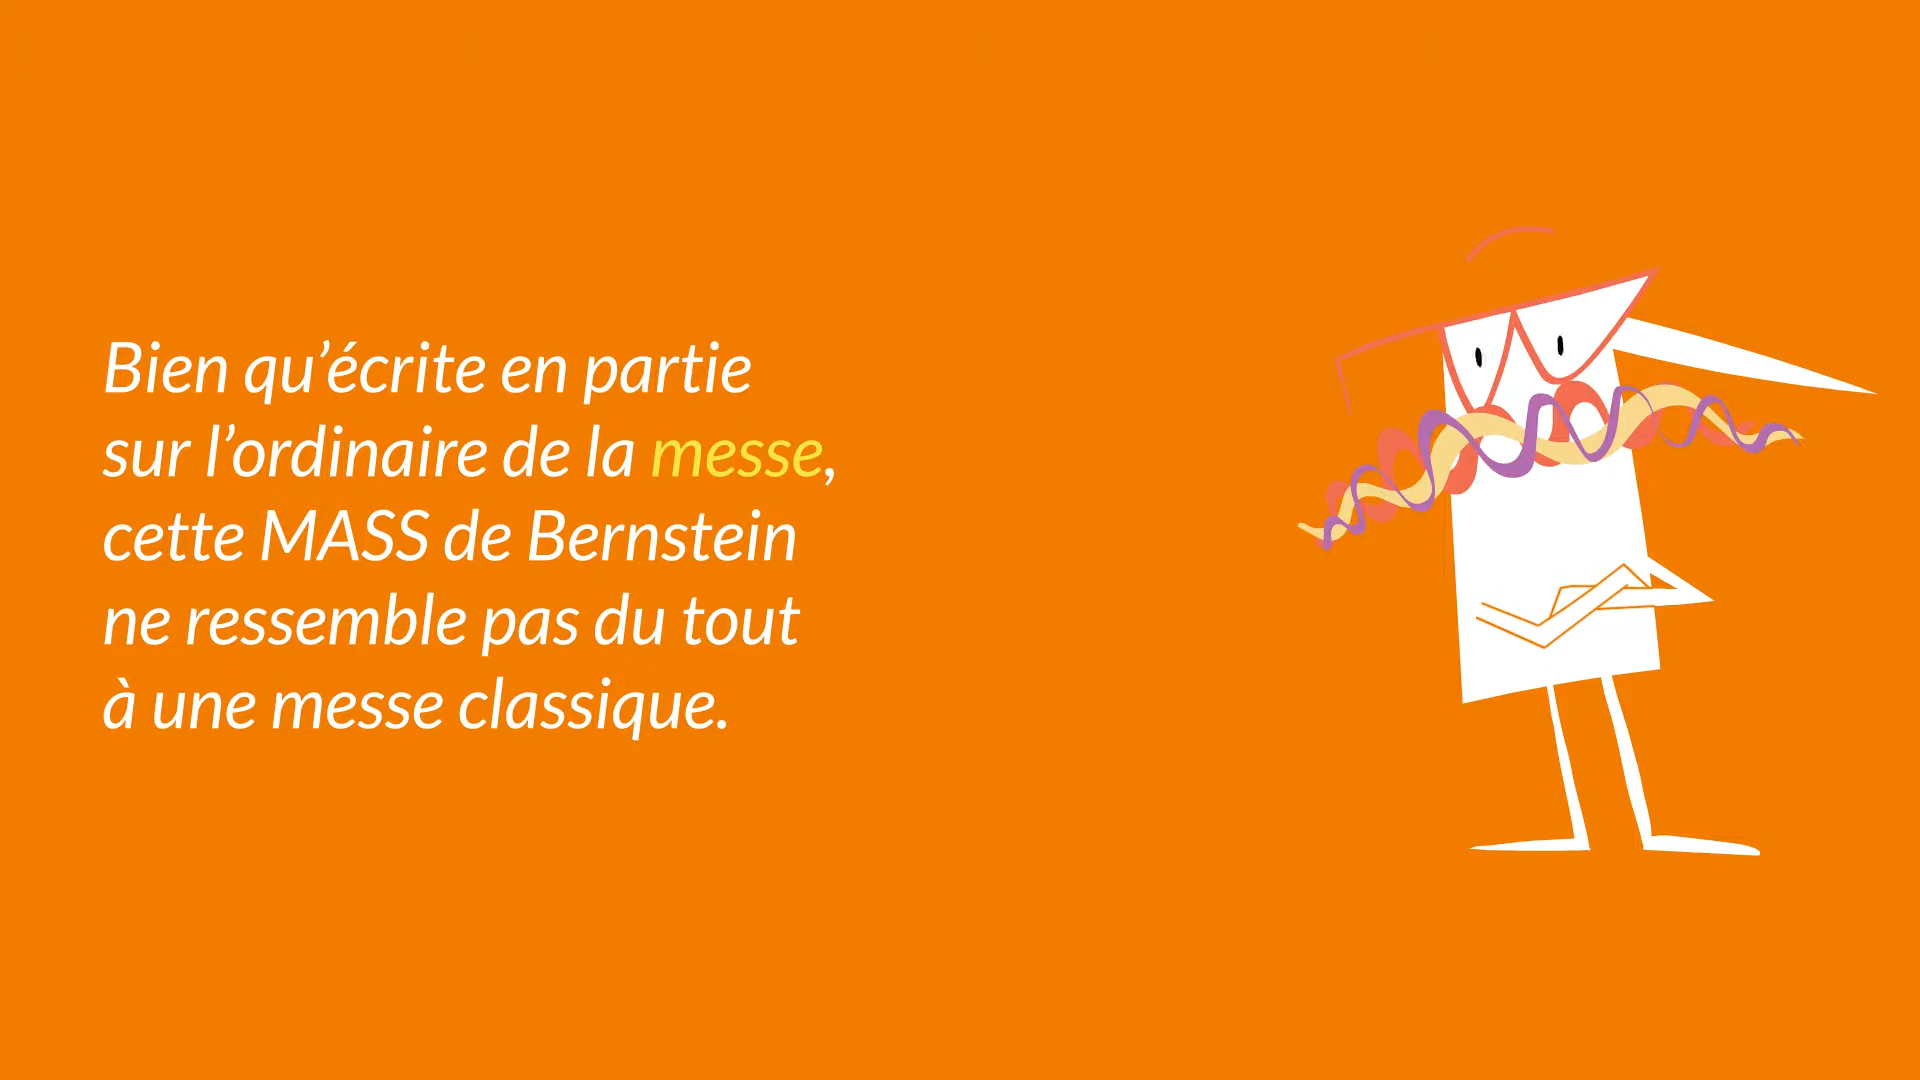 Bien qu’écrite en partie
sur l’ordinaire de la messe,
cette MASS de Bernstein
ne ressemble pas du tout
à une messe classique.